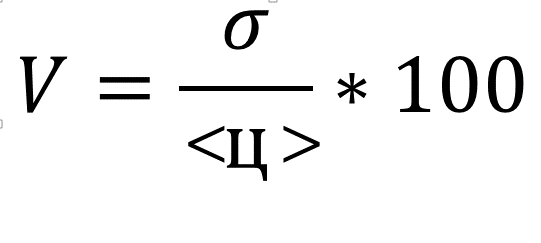 V = σ / <ц> * 100